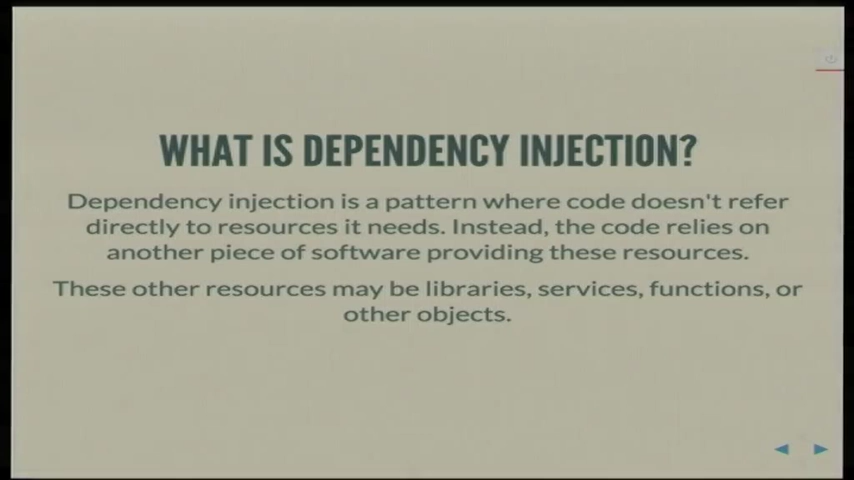 WHAT IS DEPENDENCY INJECTION?
Dependency injection is a pattern where code doesn't refer
directly to resources it needs. Instead, the code relies on
another piece of software providing these resources.
These other resources may be libraries, services, functions, or
other objects.